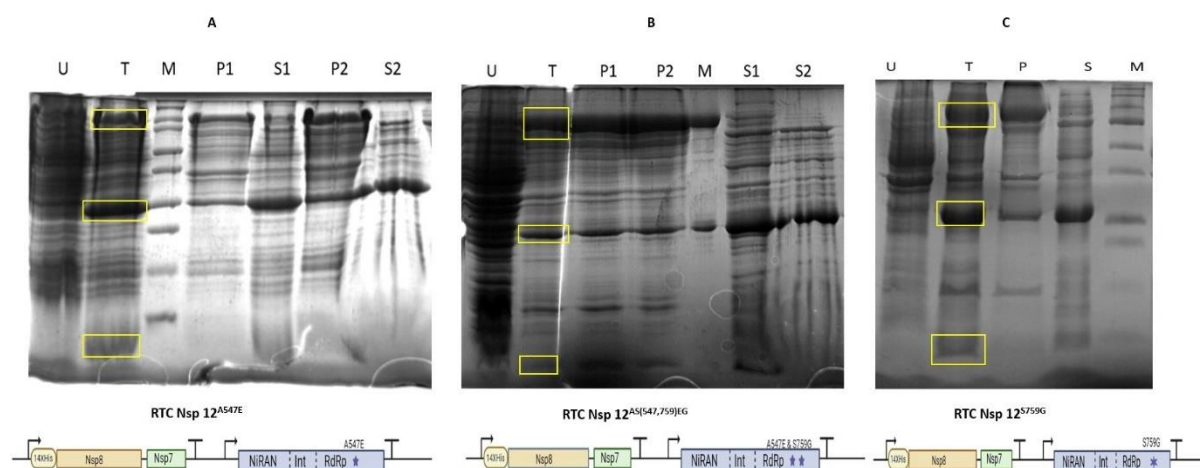 A
B
C
U T M P1 S1 P2 S2
U T P1 P2 M S1 S2
U T P S M
RTC Nsp 12A547E
RTC Nsp 12AS(547,759)EG
RTC Nsp 12S759G
14XHis Nsp8 Nsp7 NiRAN Int RdRp A547E
14XHis Nsp8 Nsp7 NiRAN Int RdRp A547E & S759G
14XHis Nsp8 Nsp7 NiRAN Int RdRp S759G